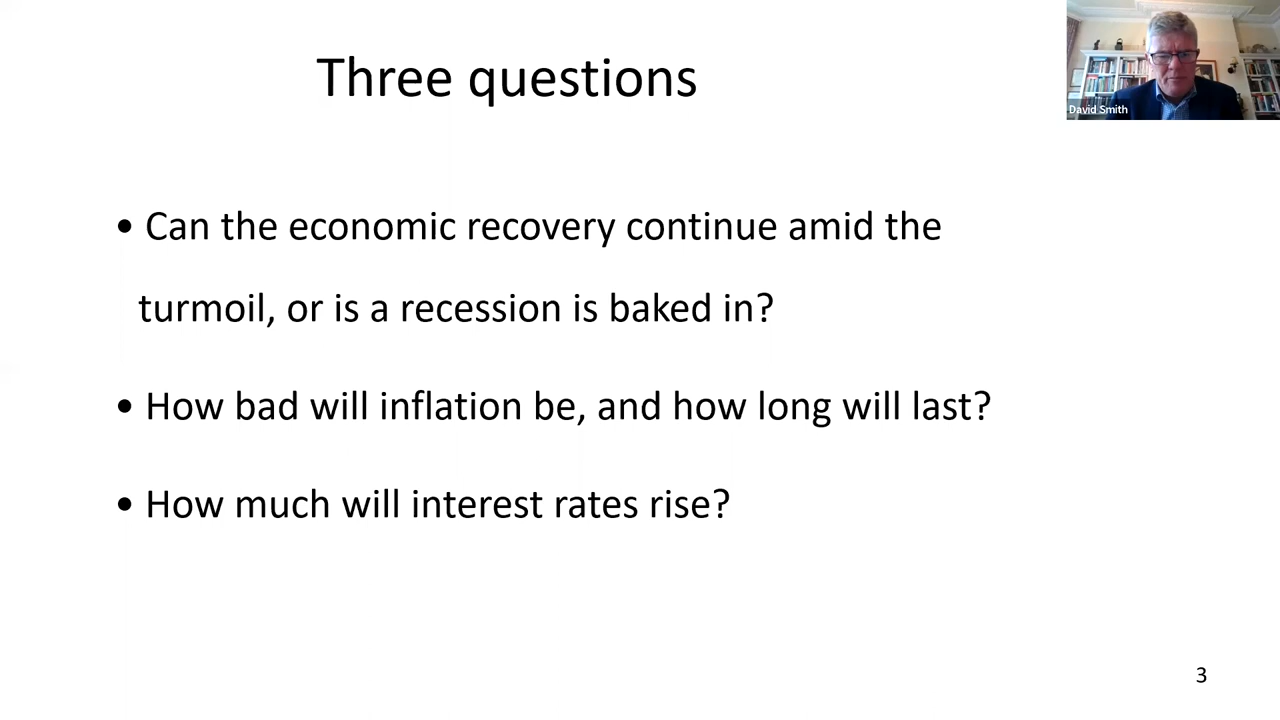 Three questions
David Smith
• Can the economic recovery continue amid the
turmoil, or is a recession is baked in?
• How bad will inflation be, and how long will last?
• How much will interest rates rise?
3